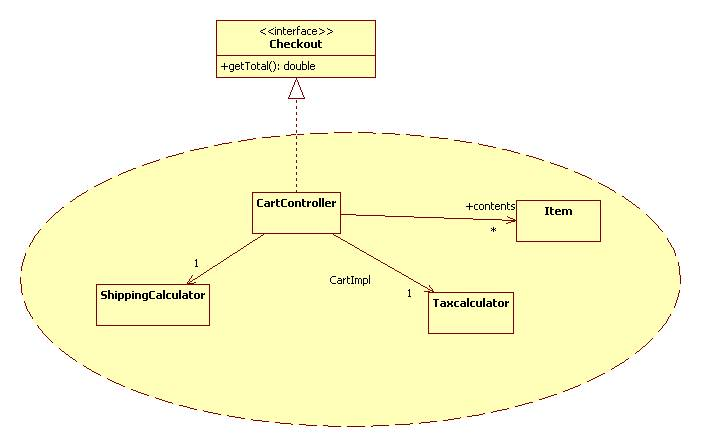 <<interface>>
Checkout
+getTotal(): double
CartController
+contents
Item
*
1
ShippingCalculator
CartImpl
1
Taxcalculator